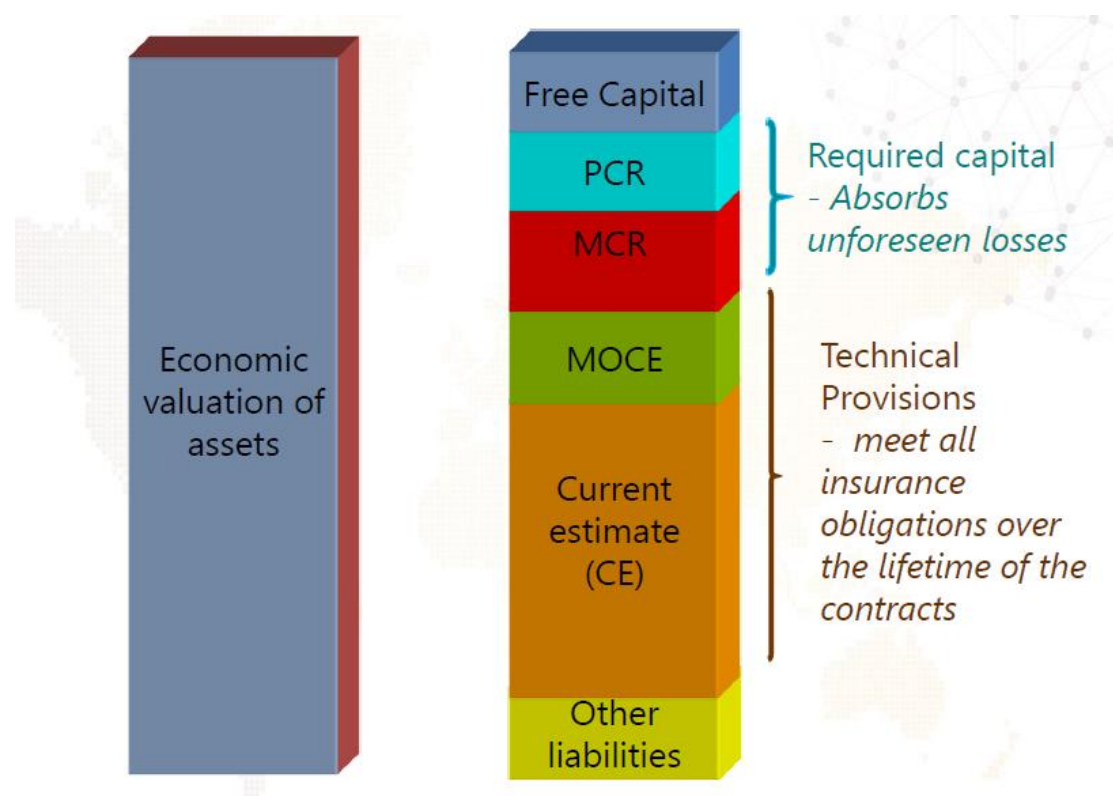 Economic
valuation of
assets
Free Capital
PCR
MCR
MOCE
Current
estimate
(CE)
Other
liabilities
Required capital
- Absorbs
unforeseen losses
Technical
Provisions
- meet all
insurance
obligations over
the lifetime of the
contracts